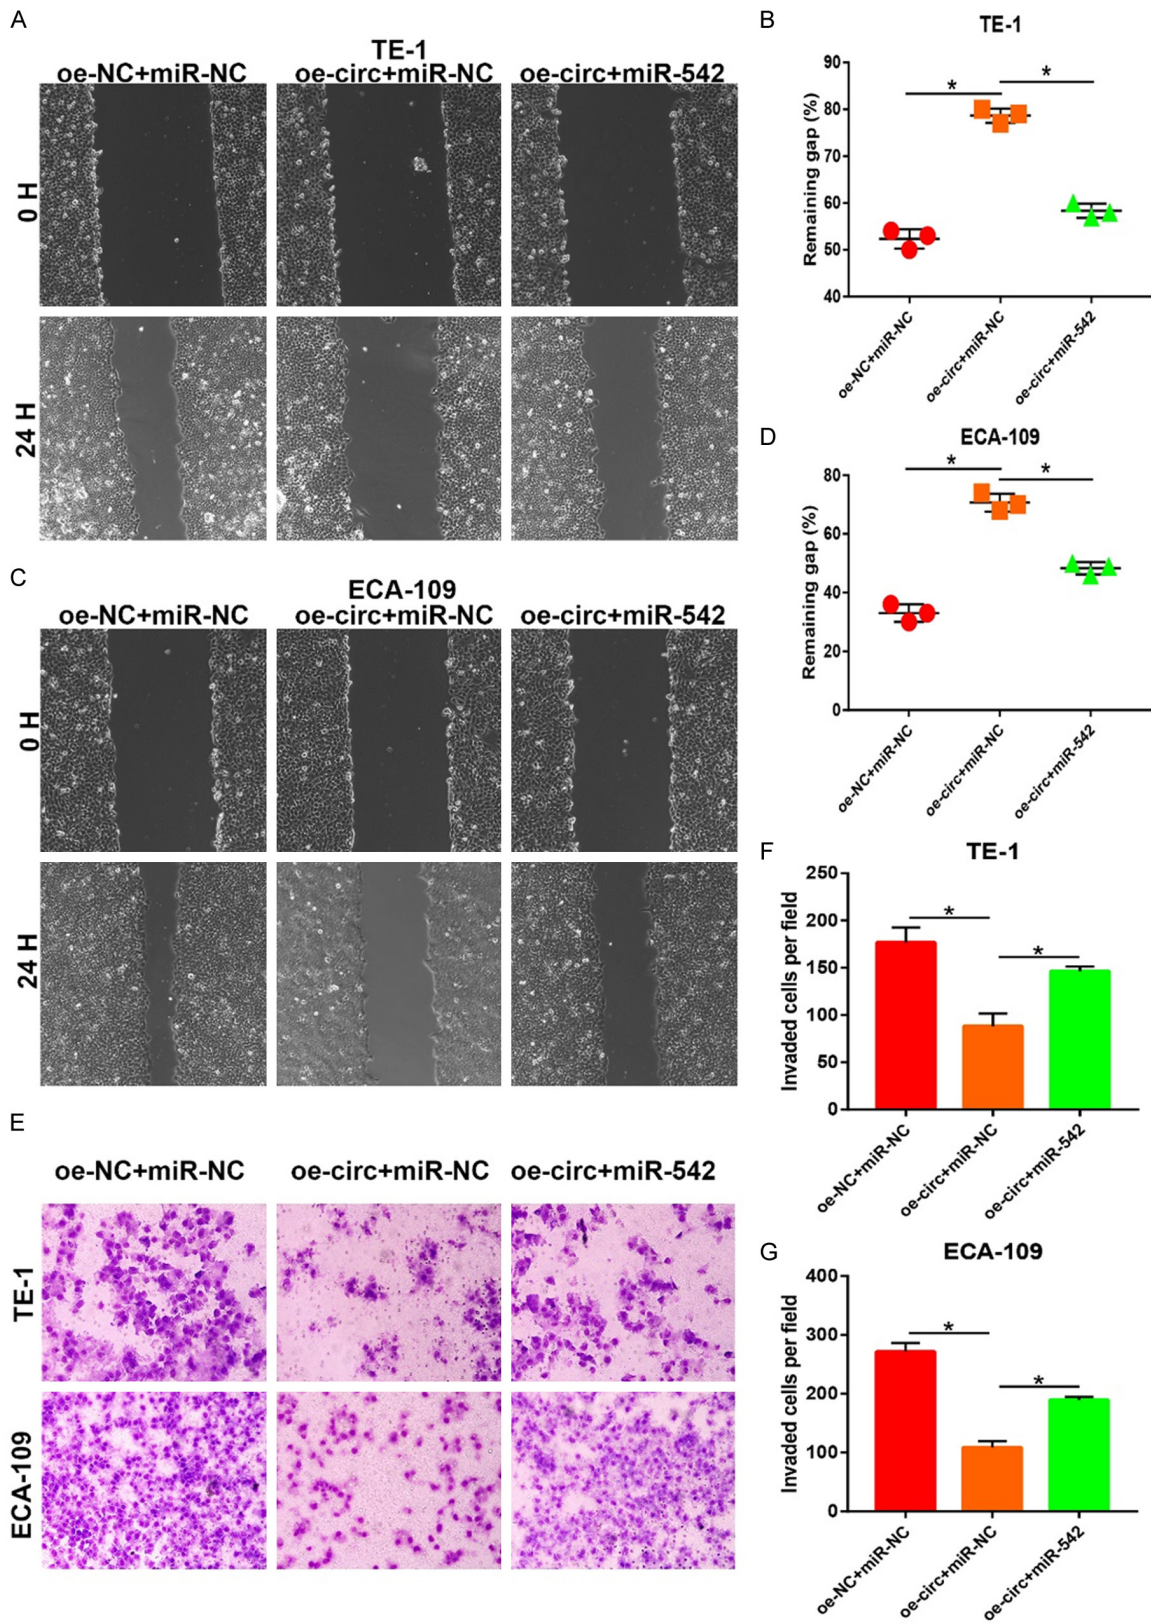 A
TE-1
oe-NC+miR-NC oe-circ+miR-NC oe-circ+miR-542
0 H
24 H
B
TE-1
Remaining gap (%)
90
80
70
60
50
40
* *
oe-NC+miR-NC
oe-circ+miR-NC
oe-circ+miR-542
C
ECA-109
oe-NC+miR-NC oe-circ+miR-NC oe-circ+miR-542
0 H
24 H
D
ECA-109
Remaining gap (%)
80
60
40
20
0
* *
oe-NC+miR-NC
oe-circ+miR-NC
oe-circ+miR-542
E
oe-NC+miR-NC oe-circ+miR-NC oe-circ+miR-542
TE-1
ECA-109
F
TE-1
Invaded cells per field
250
200
150
100
50
0
* *
oe-NC+miR-NC
oe-circ+miR-NC
oe-circ+miR-542
G
ECA-109
Invaded cells per field
400
300
200
100
0
* *
oe-NC+miR-NC
oe-circ+miR-NC
oe-circ+miR-542